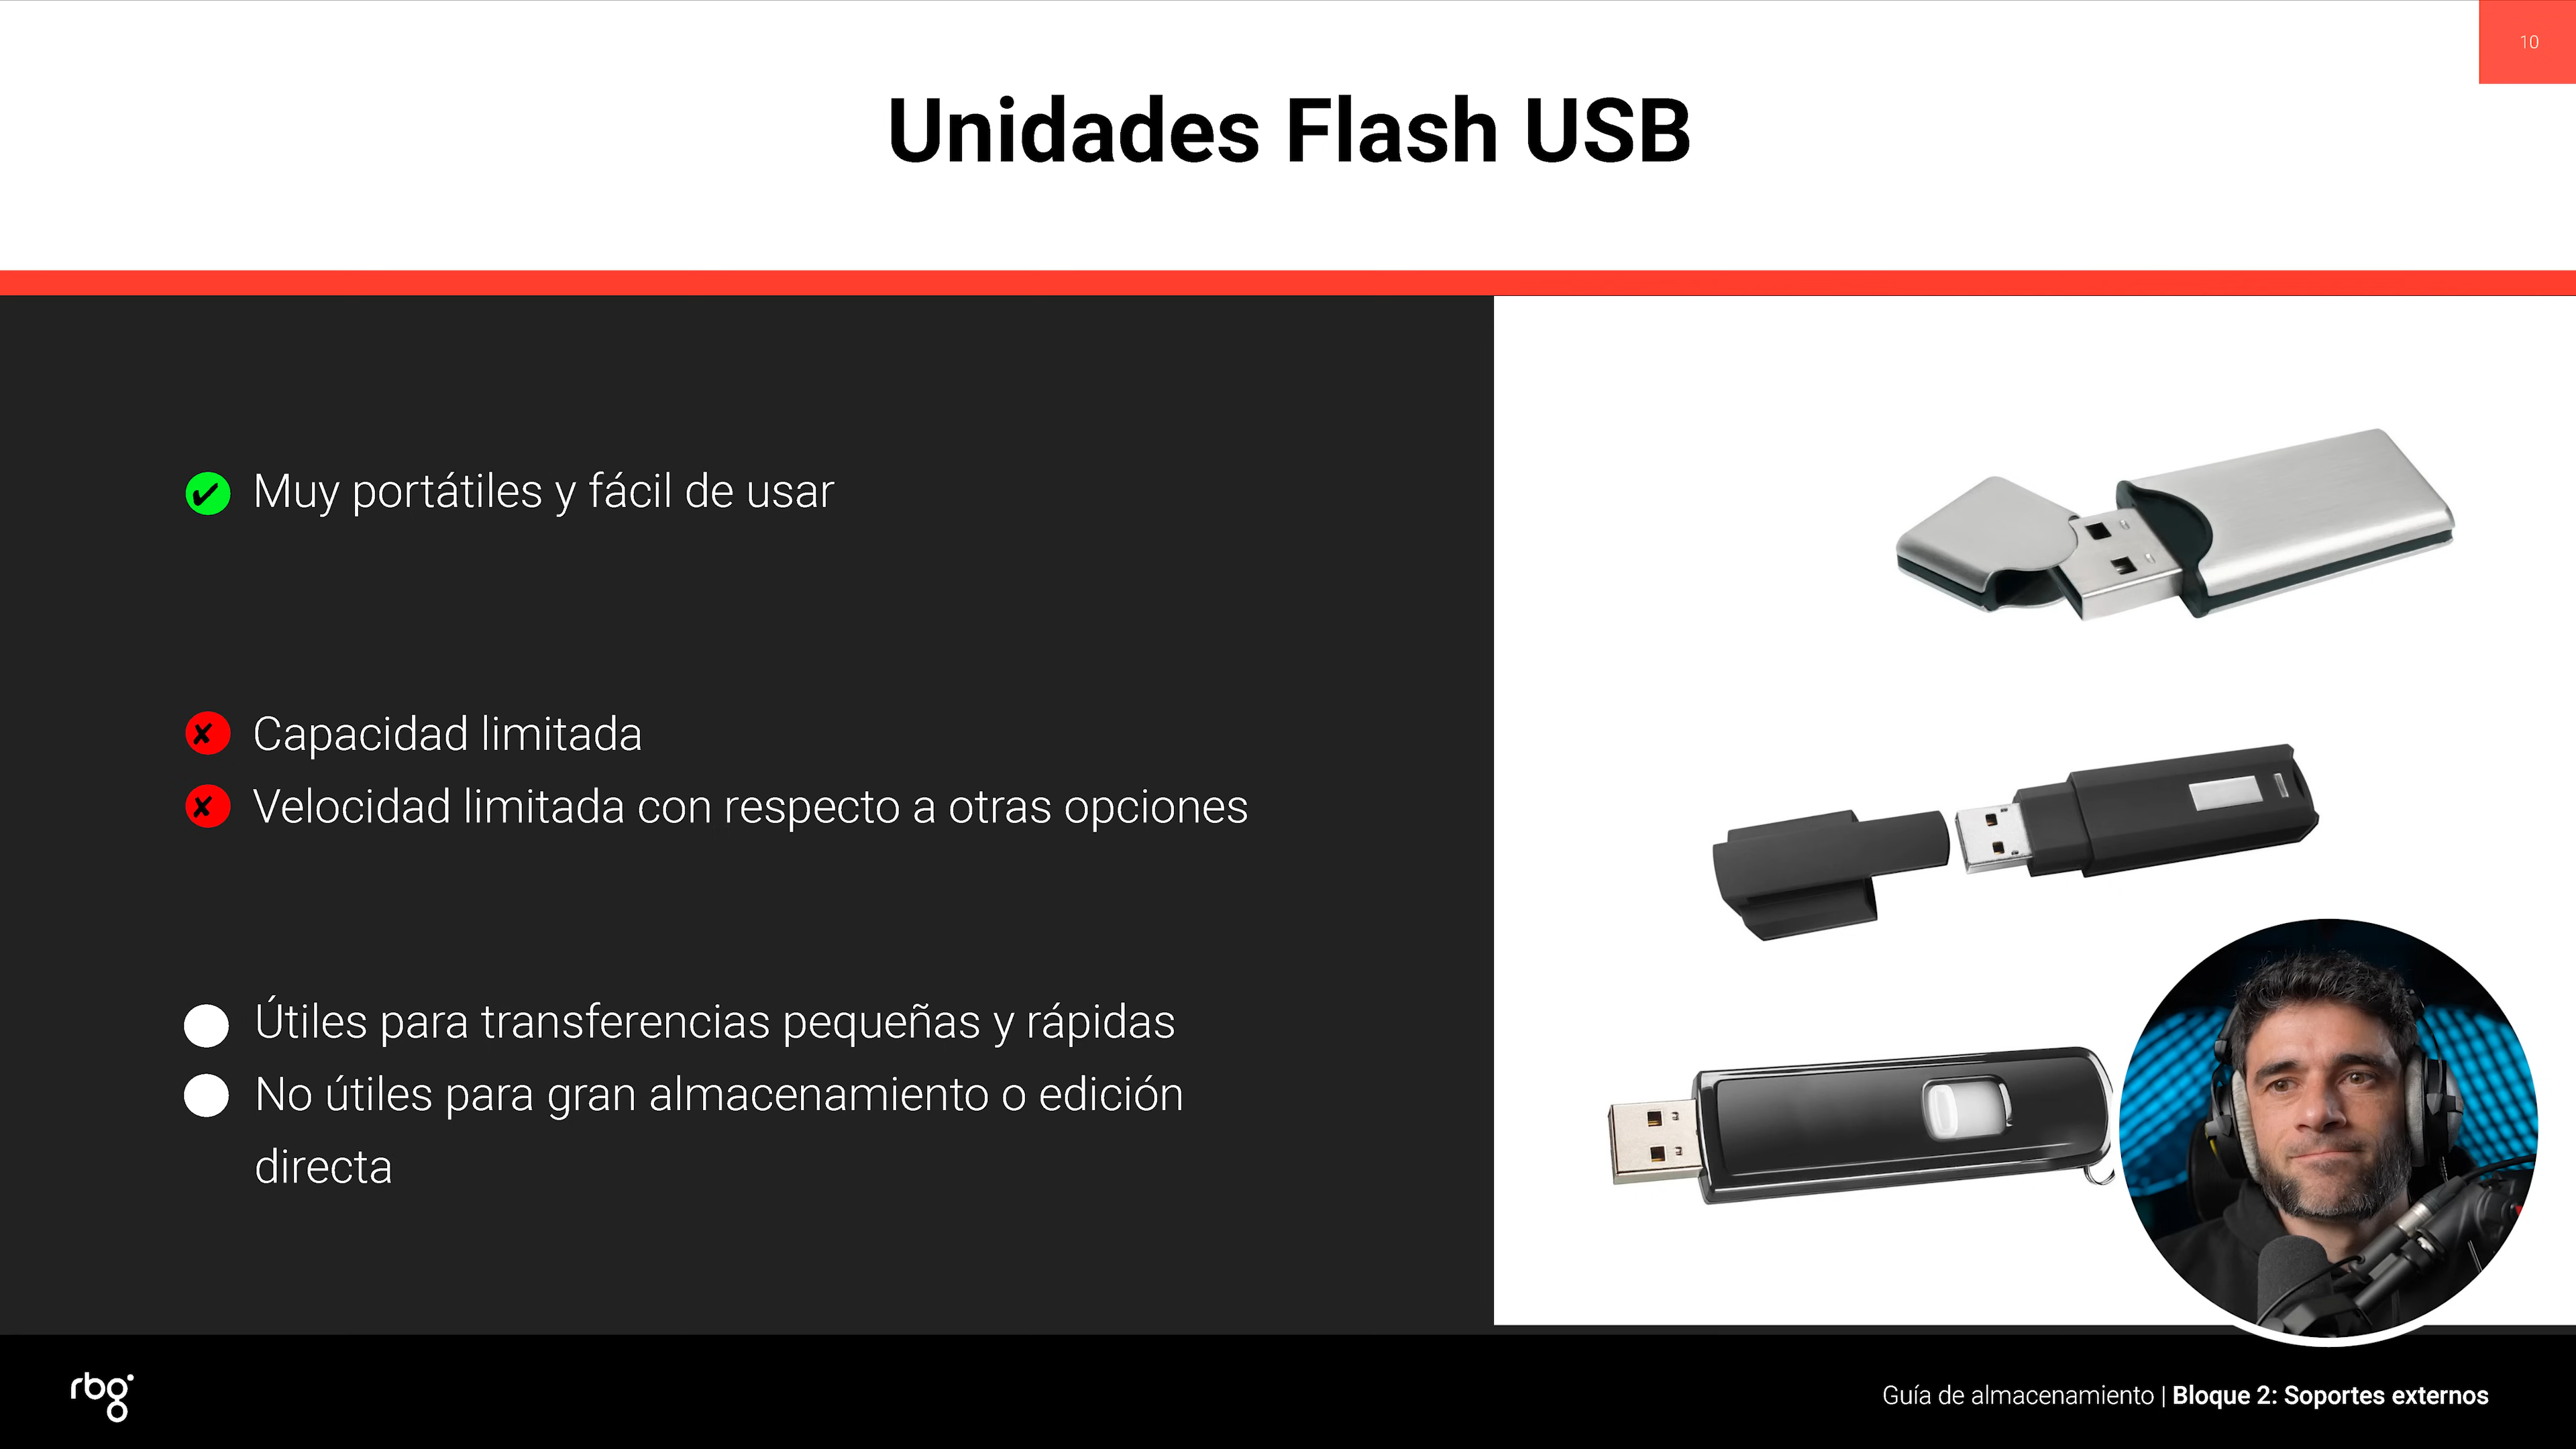 10
Unidades Flash USB
Muy portátiles y fácil de usar
Capacidad limitada
Velocidad limitada con respecto a otras opciones
Útiles para transferencias pequeñas y rápidas
No útiles para gran almacenamiento o edición
directa
rbg
Guía de almacenamiento | Bloque 2: Soportes externos